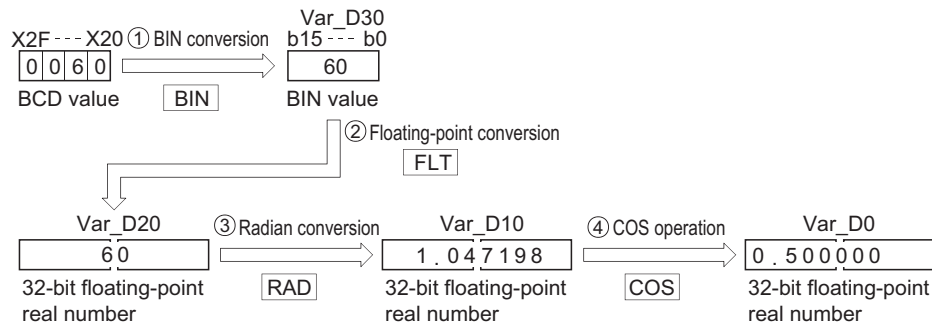 Var_D30
X2F --- X20 ① BIN conversion b15 --- b0
0 0 6 0 60
BCD value BIN BIN value
② Floating-point conversion
FLT
Var_D20 ③ Radian conversion Var_D10 ④ COS operation Var_D0
60 1.047198 0.500000
32-bit floating-point RAD 32-bit floating-point COS 32-bit floating-point
real number real number real number